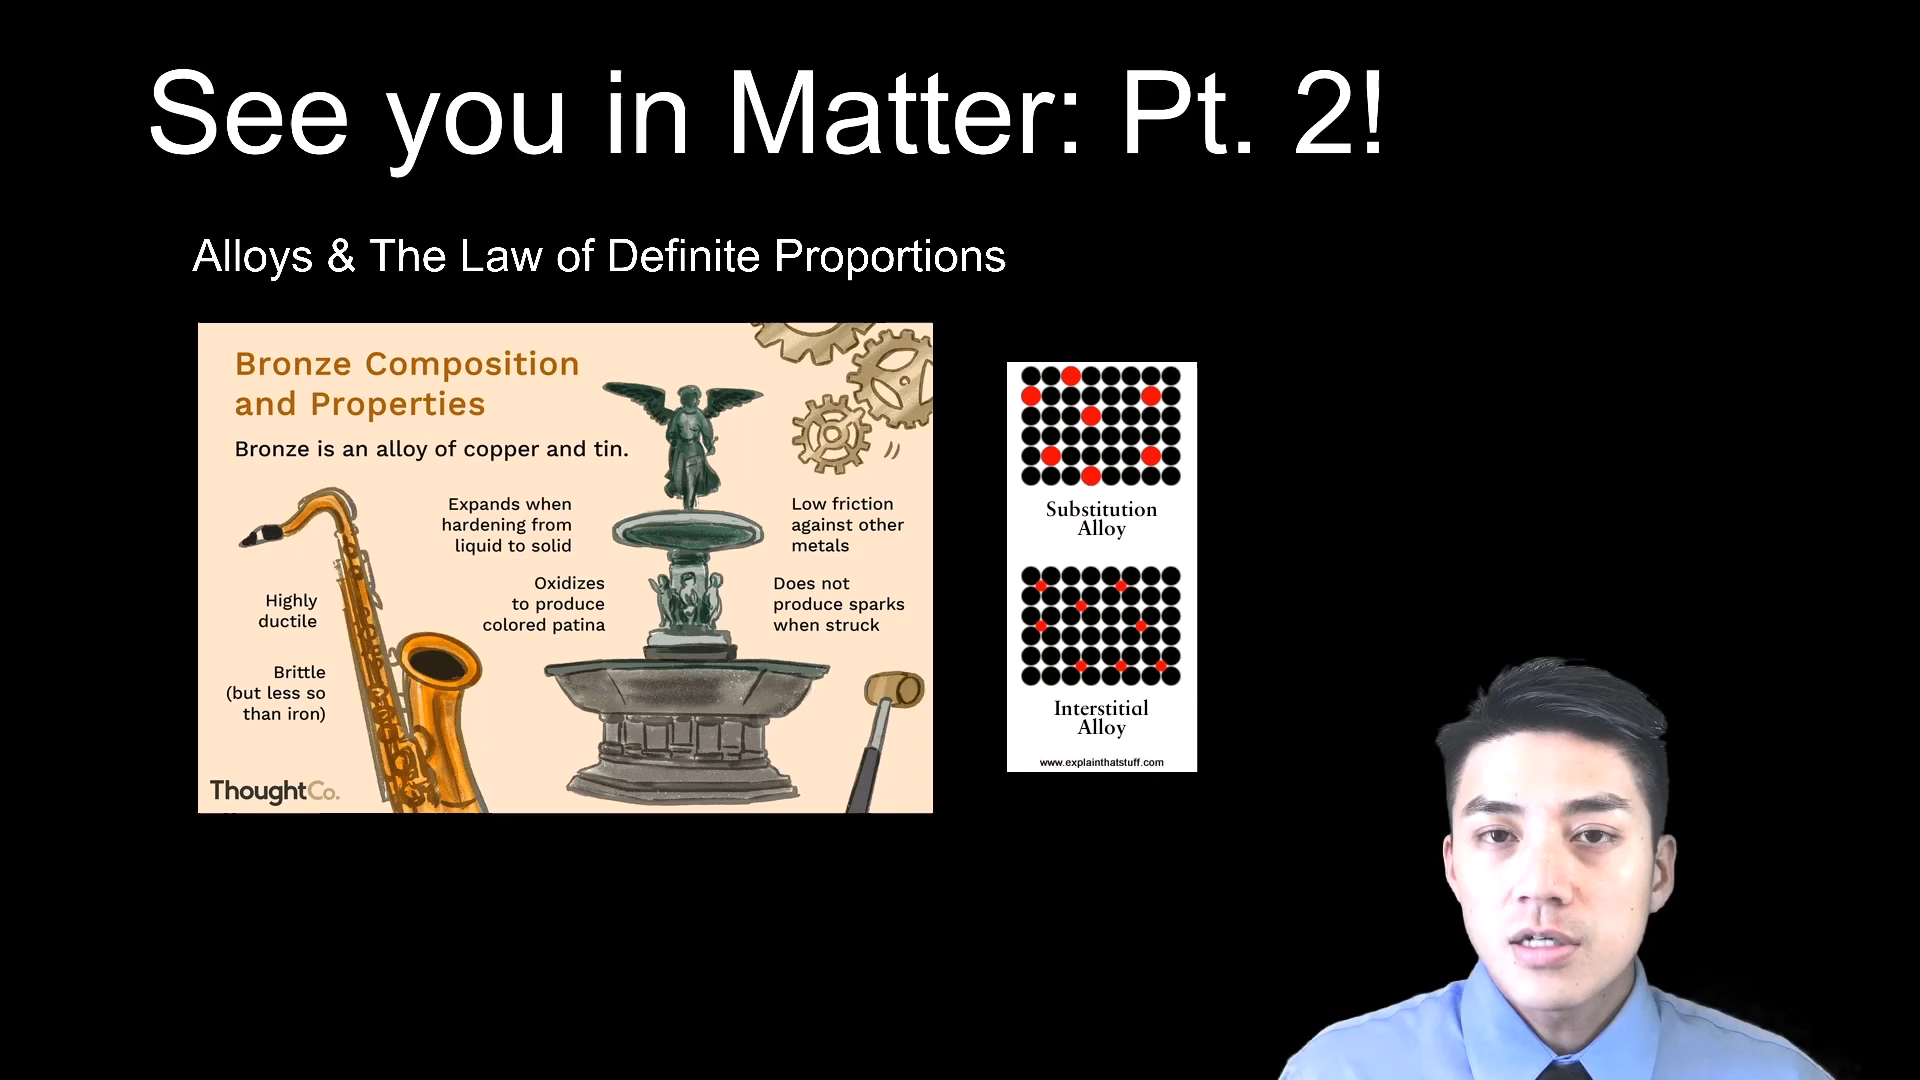 See you in Matter: Pt. 2!
Alloys & The Law of Definite Proportions
Bronze Composition
and Properties
Bronze is an alloy of copper and tin.
Expands when
hardening from
liquid to solid
Low friction
against other
metals
Oxidizes
to produce
colored patina
Does not
produce sparks
when struck
Highly
ductile
Brittle
(but less so
than iron)
ThoughtCo.
Substitution
Alloy
Interstitial
Alloy
www.explainthatstuff.com